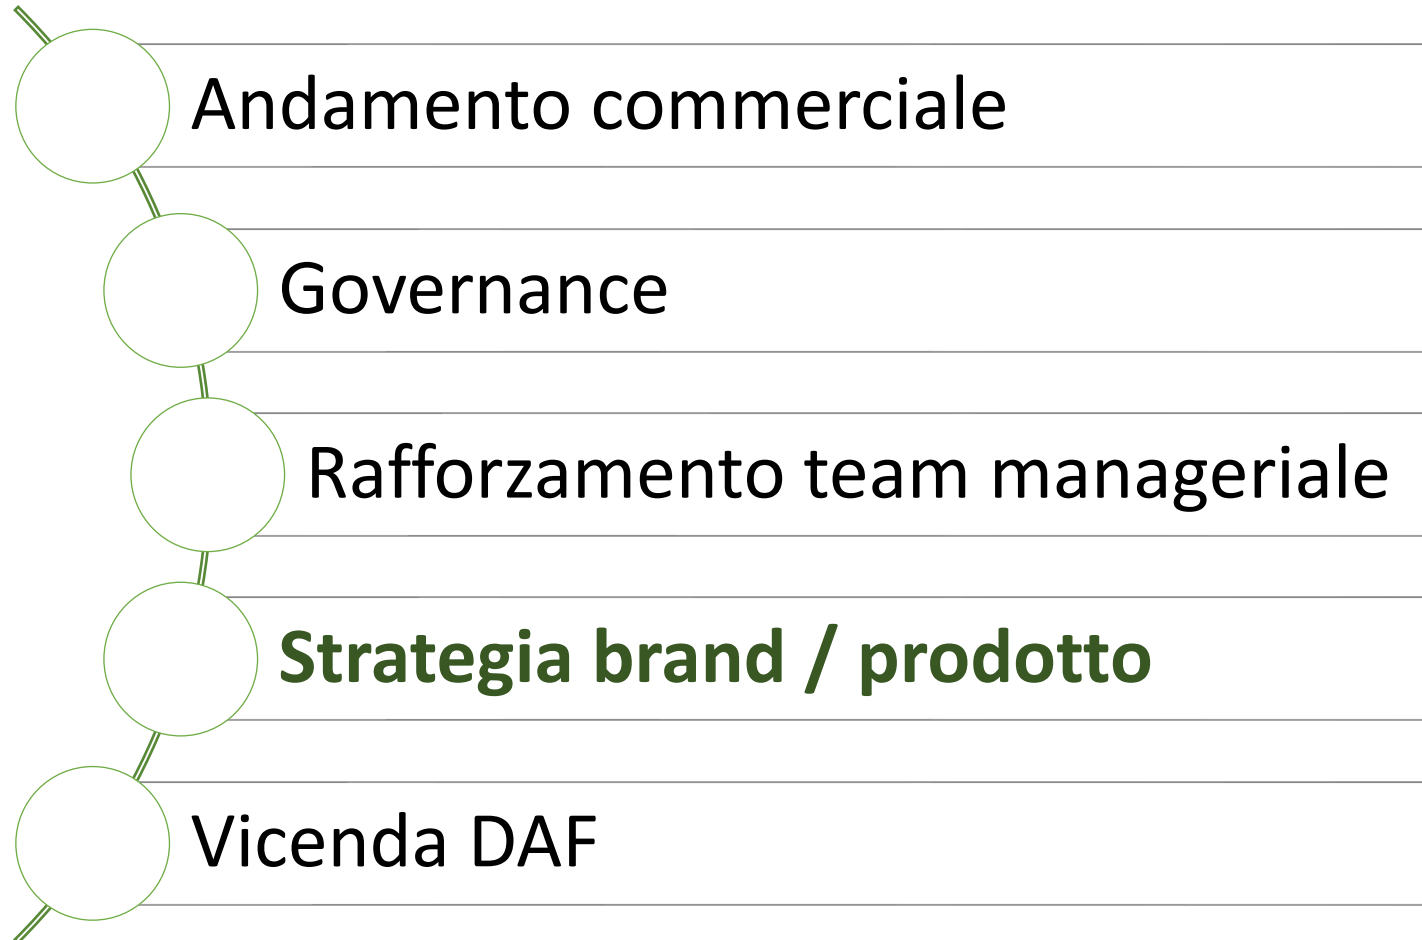 Andamento commerciale
Governance
Rafforzamento team manageriale
Strategia brand / prodotto
Vicenda DAF